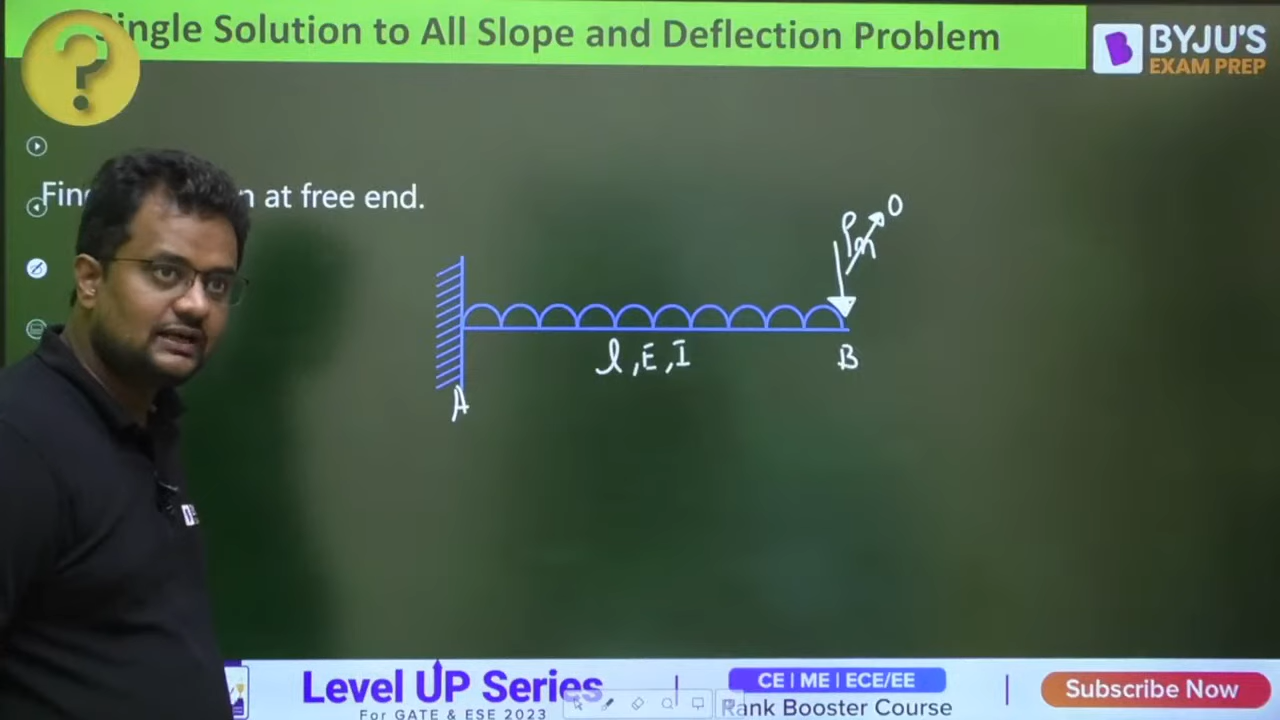 ingle Solution to All Slope and Deflection Problem
BYJU'S
EXAM PREP
?
at free end.
Pm
0
l, E, I
B
A
Level UP Series
For GATE & ESE 2023
CE | ME | ECE/EE
Rank Booster Course
Subscribe Now